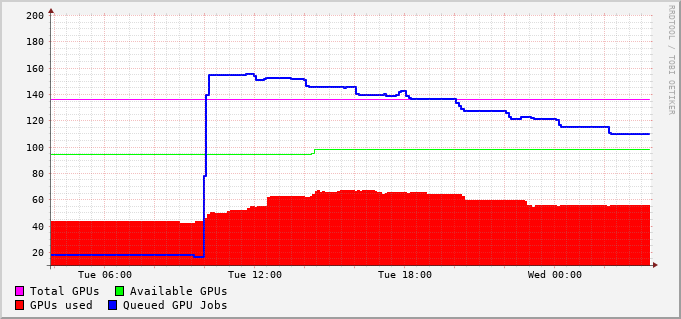 200
180
160
140
120
100
80
60
40
20
Tue 06:00 Tue 12:00 Tue 18:00 Wed 00:00
Total GPUs Available GPUs
GPUs used Queued GPU Jobs
RRDTOOL / TOBI OETIKER